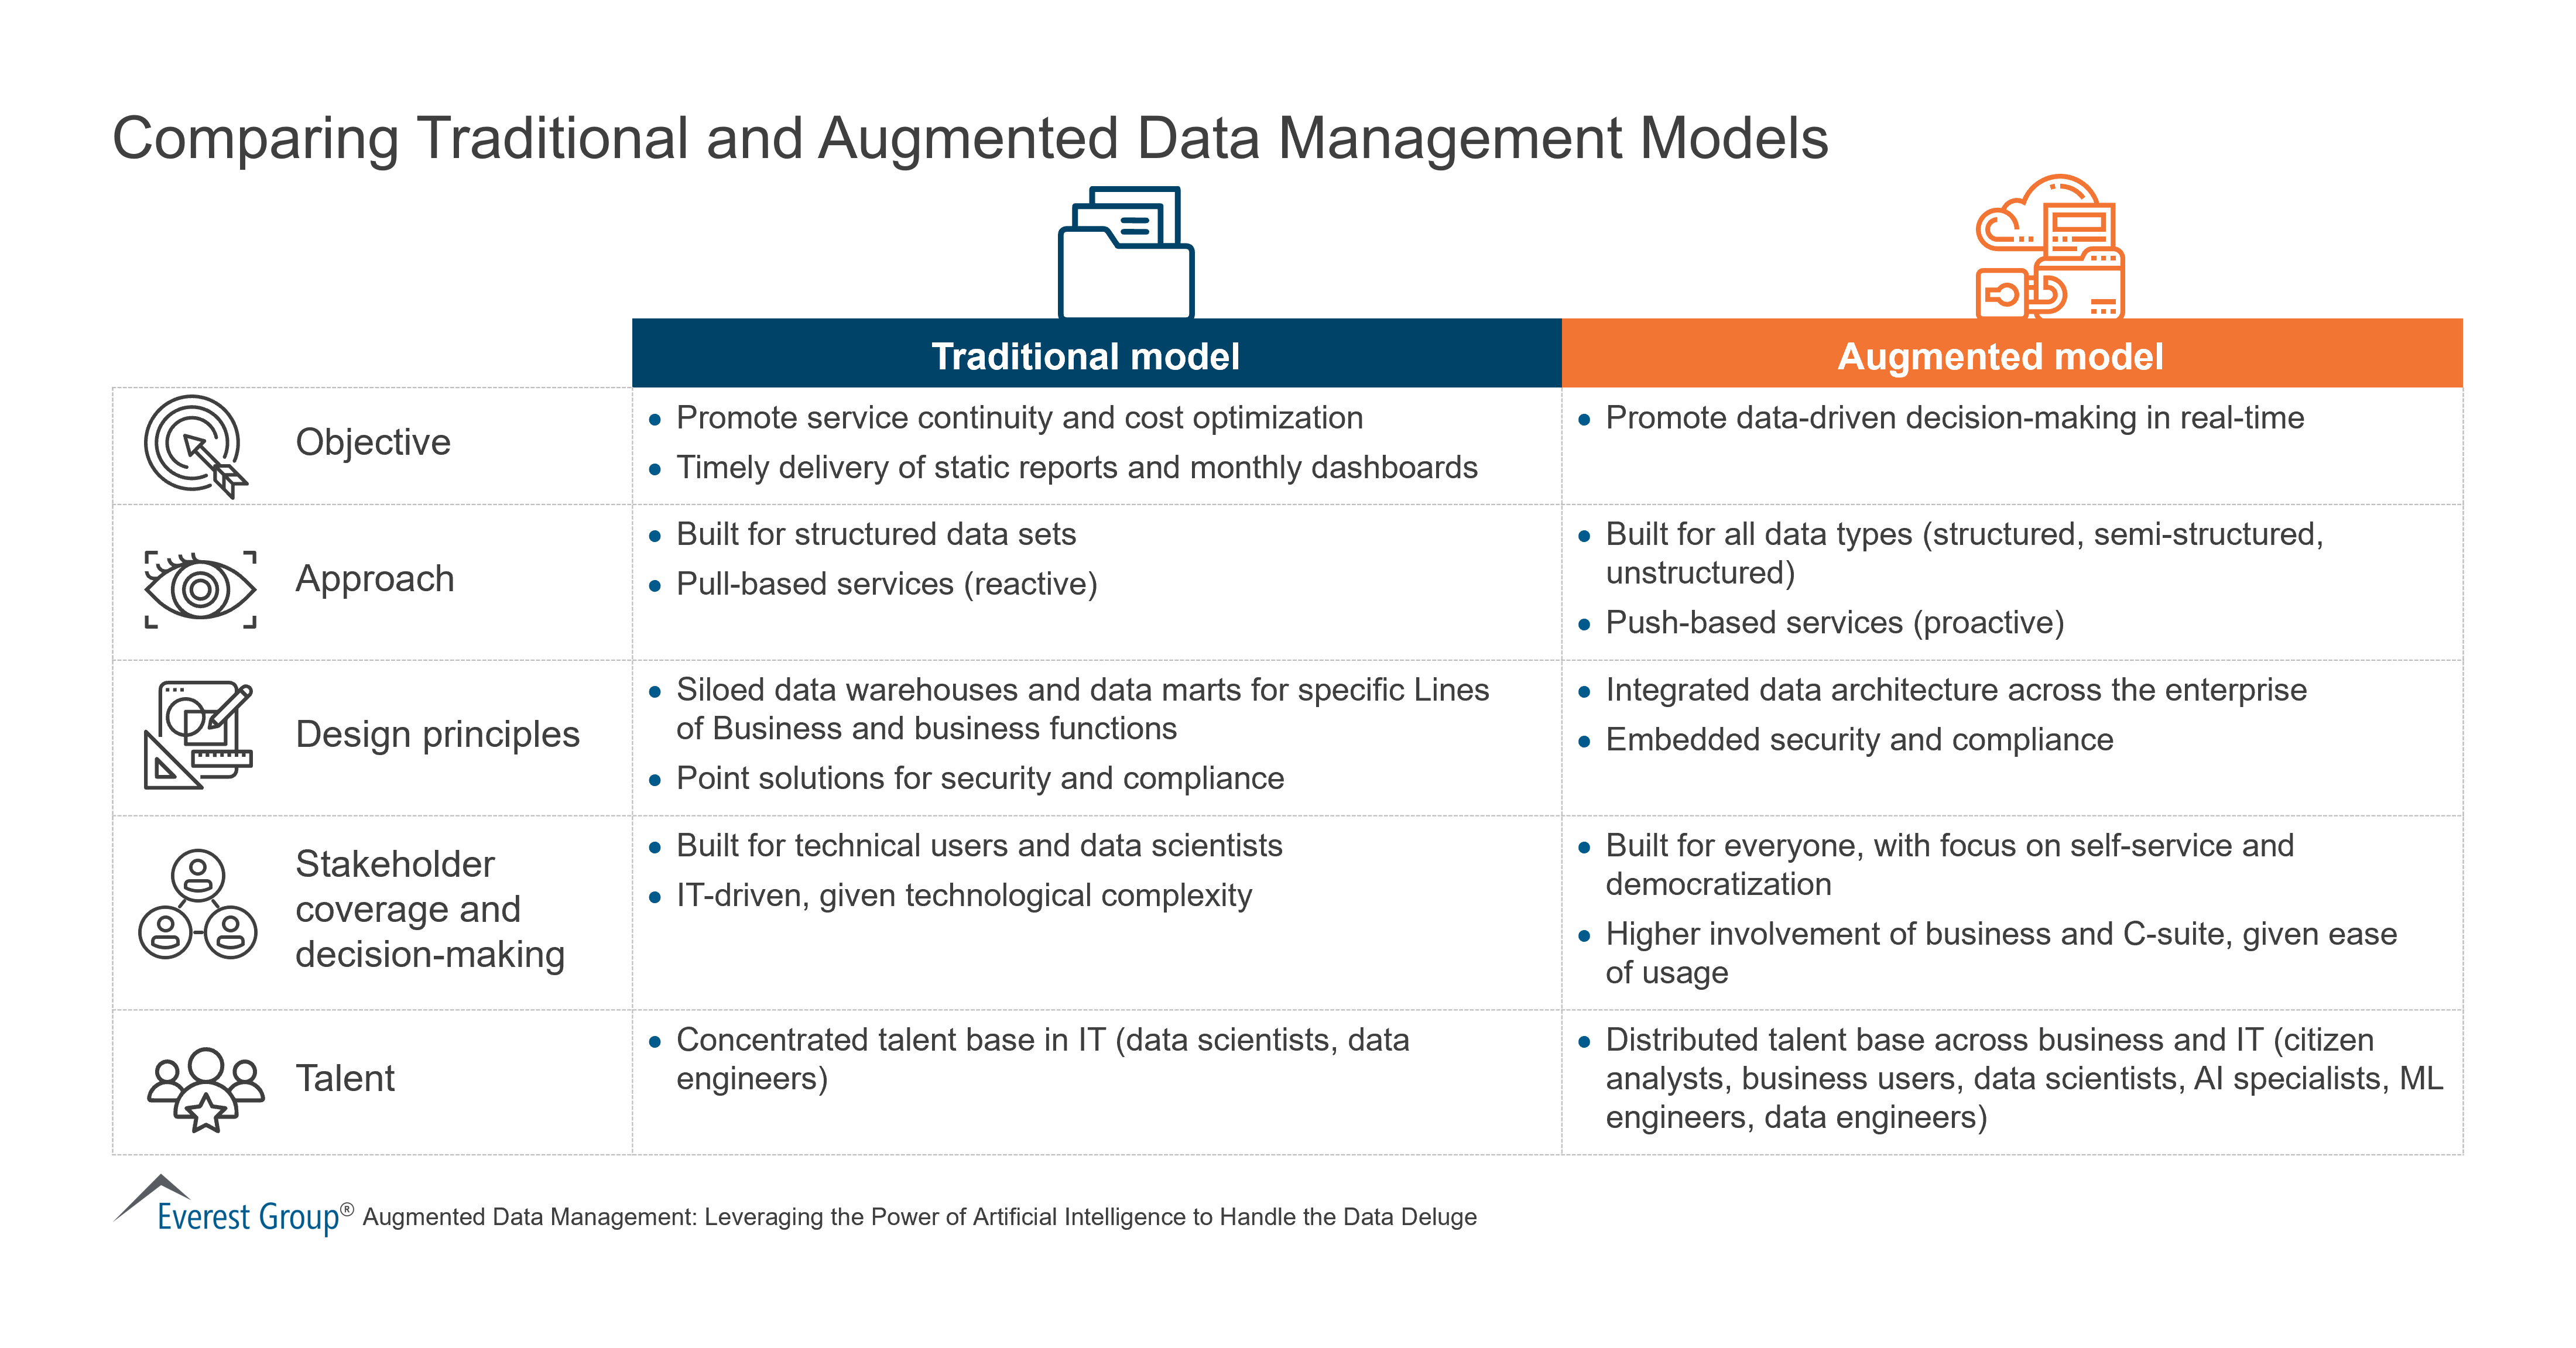 Comparing Traditional and Augmented Data Management Models
Traditional model
Augmented model
Objective
• Promote service continuity and cost optimization
• Timely delivery of static reports and monthly dashboards
• Promote data-driven decision-making in real-time
Approach
• Built for structured data sets
• Pull-based services (reactive)
• Built for all data types (structured, semi-structured,
unstructured)
• Push-based services (proactive)
Design principles
• Siloed data warehouses and data marts for specific Lines
of Business and business functions
• Point solutions for security and compliance
• Integrated data architecture across the enterprise
• Embedded security and compliance
Stakeholder
coverage and
decision-making
• Built for technical users and data scientists
• IT-driven, given technological complexity
• Built for everyone, with focus on self-service and
democratization
• Higher involvement of business and C-suite, given ease
of usage
Talent
• Concentrated talent base in IT (data scientists, data
engineers)
• Distributed talent base across business and IT (citizen
analysts, business users, data scientists, AI specialists, ML
engineers, data engineers)
Everest Group® Augmented Data Management: Leveraging the Power of Artificial Intelligence to Handle the Data Deluge